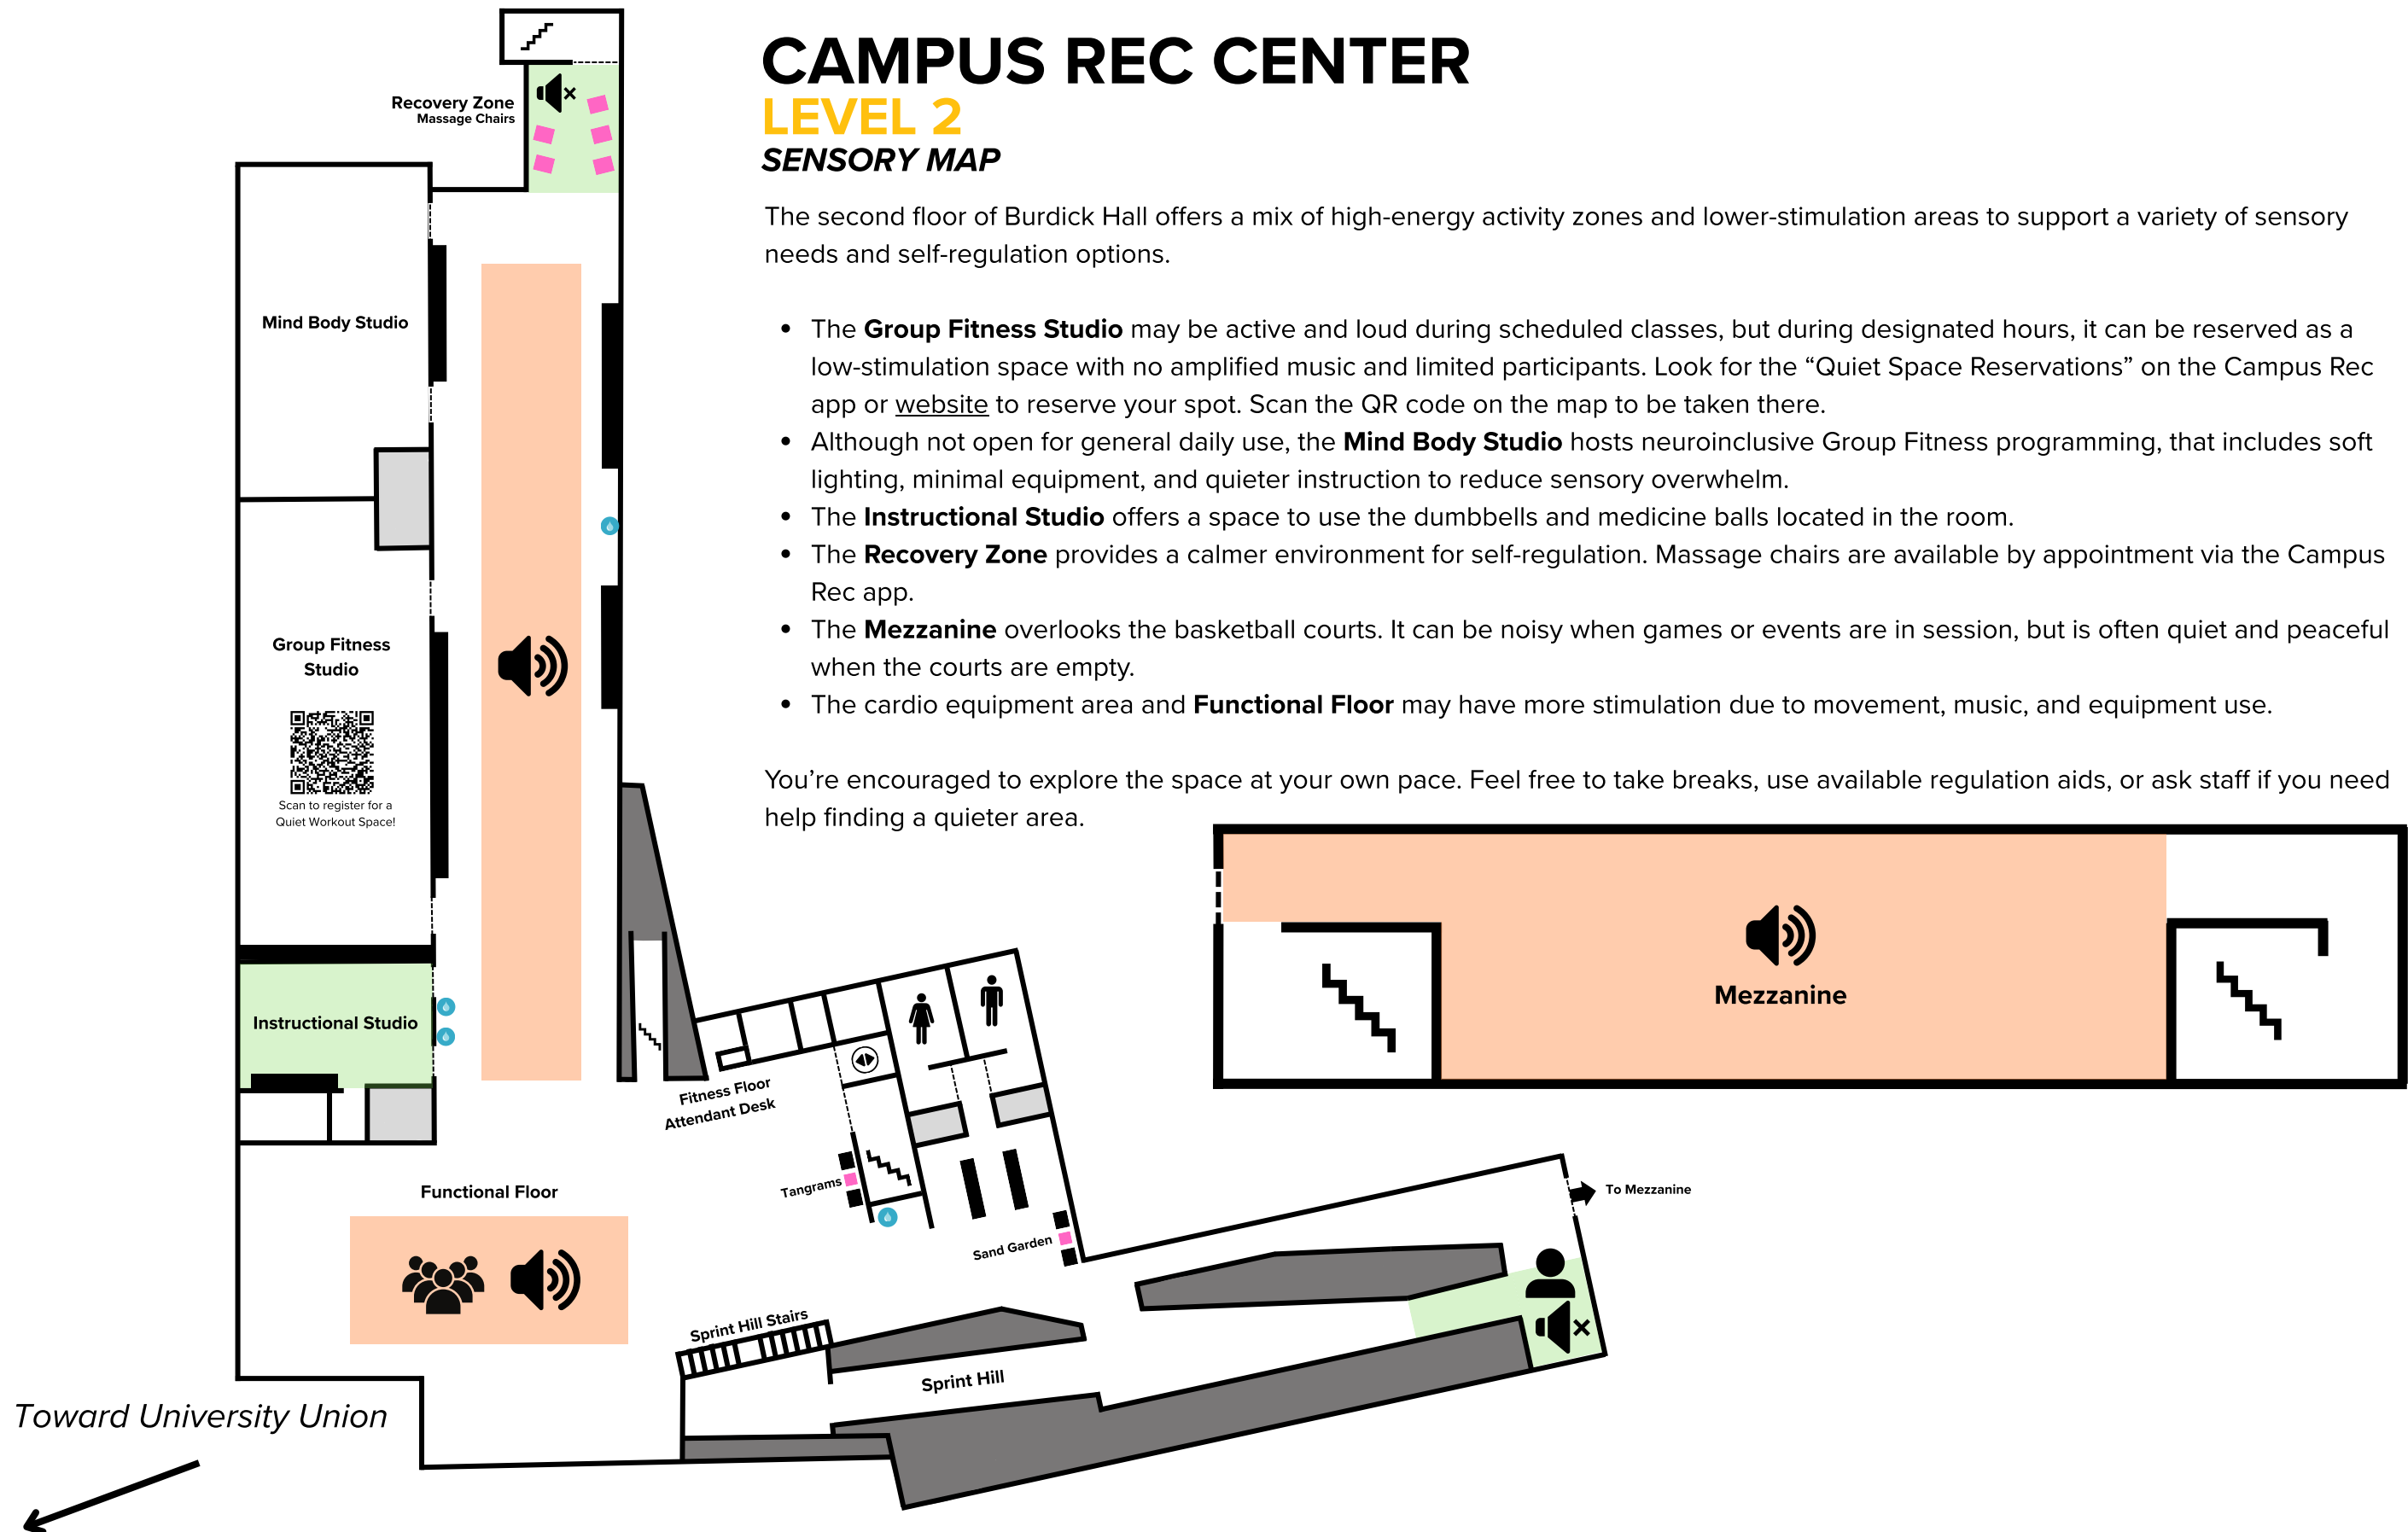 CAMPUS REC CENTER
LEVEL 2
SENSORY MAP
The second floor of Burdick Hall offers a mix of high-energy activity zones and lower-stimulation areas to support a variety of sensory
needs and self-regulation options.
• The Group Fitness Studio may be active and loud during scheduled classes, but during designated hours, it can be reserved as a
low-stimulation space with no amplified music and limited participants. Look for the “Quiet Space Reservations” on the Campus Rec
app or website to reserve your spot. Scan the QR code on the map to be taken there.
• Although not open for general daily use, the Mind Body Studio hosts neuroinclusive Group Fitness programming, that includes soft
lighting, minimal equipment, and quieter instruction to reduce sensory overwhelm.
• The Instructional Studio offers a space to use the dumbbells and medicine balls located in the room.
• The Recovery Zone provides a calmer environment for self-regulation. Massage chairs are available by appointment via the Campus
Rec app.
• The Mezzanine overlooks the basketball courts. It can be noisy when games or events are in session, but is often quiet and peaceful
when the courts are empty.
• The cardio equipment area and Functional Floor may have more stimulation due to movement, music, and equipment use.
You’re encouraged to explore the space at your own pace. Feel free to take breaks, use available regulation aids, or ask staff if you need
help finding a quieter area.
Recovery Zone
Massage Chairs
Mind Body Studio
Group Fitness
Studio
Scan to register for a
Quiet Workout Space!
Instructional Studio
Fitness Floor
Attendant Desk
Tangrams
Sand Garden
Functional Floor
Sprint Hill Stairs
Sprint Hill
To Mezzanine
Mezzanine
Toward University Union